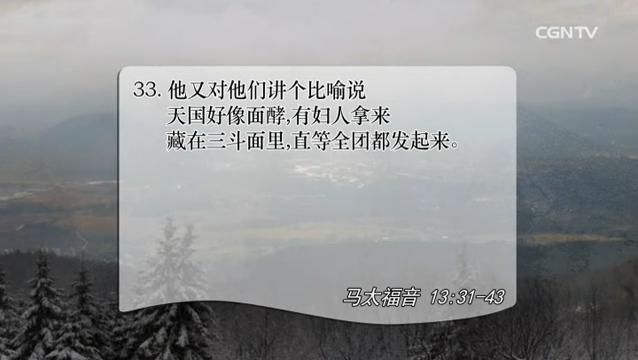 CGNTV
33. 他又对他们讲个比喻说
天国好像面酵,有妇人拿来
藏在三斗面里,直等全团都发起来。
马太福音 13:31-43